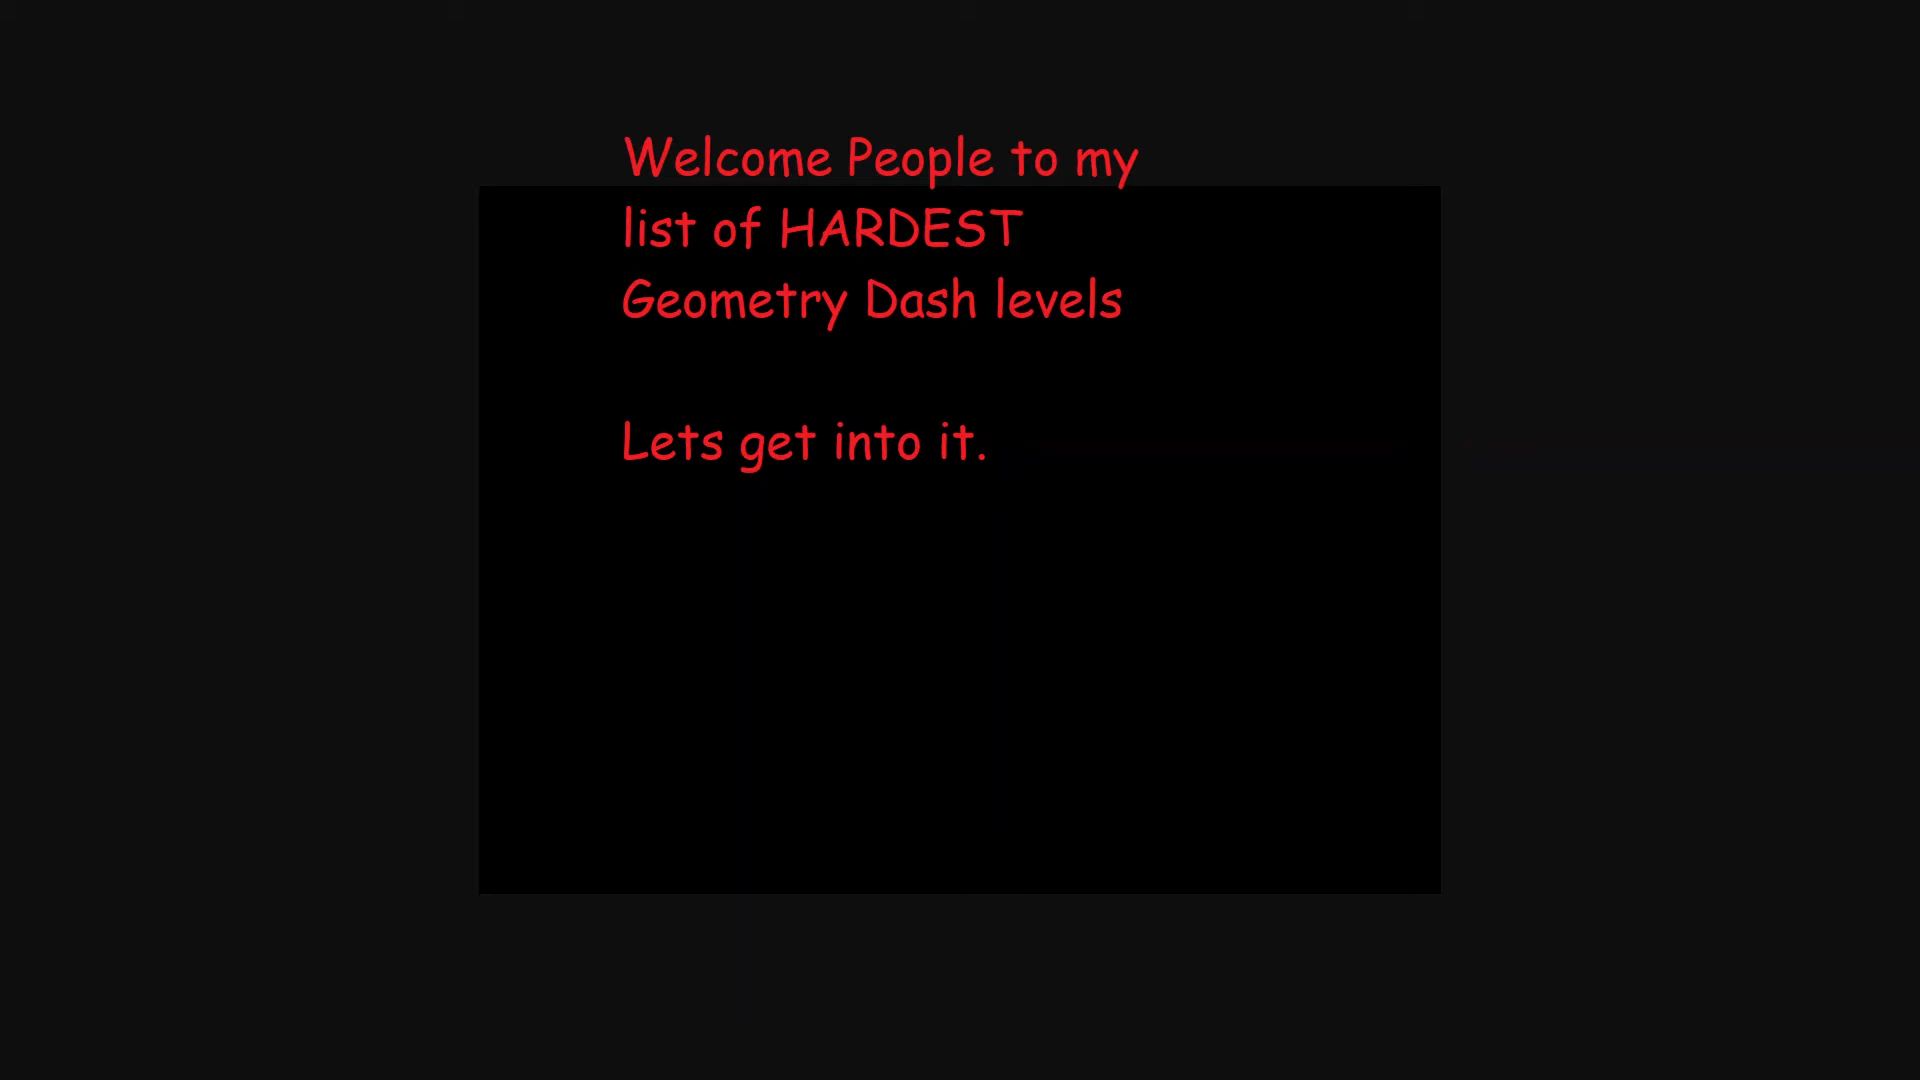 Welcome People to my
list of HARDEST
Geometry Dash levels
Lets get into it.